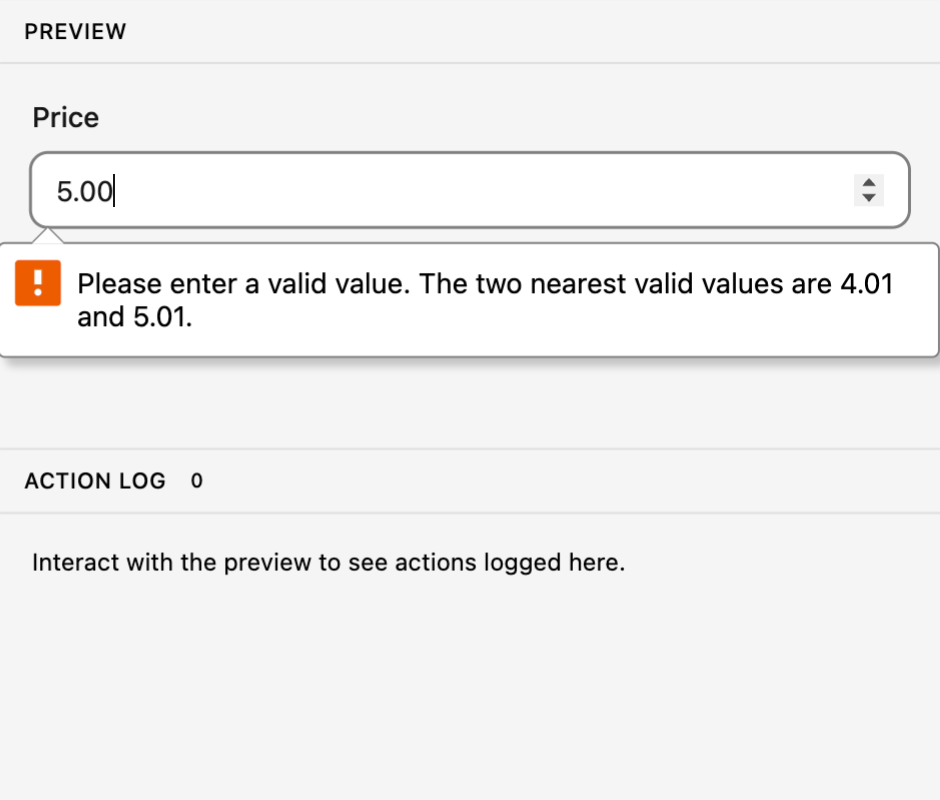 PREVIEW
Price
5.00
Please enter a valid value. The two nearest valid values are 4.01
and 5.01.
ACTION LOG 0
Interact with the preview to see actions logged here.